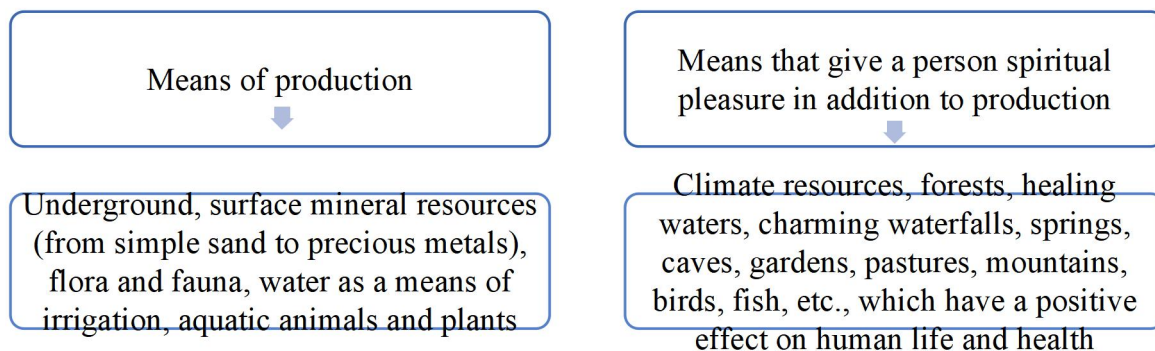 Means of production
Means that give a person spiritual
pleasure in addition to production
Underground, surface mineral resources
(from simple sand to precious metals),
flora and fauna, water as a means of
irrigation, aquatic animals and plants
Climate resources, forests, healing
waters, charming waterfalls, springs,
caves, gardens, pastures, mountains,
birds, fish, etc., which have a positive
effect on human life and health